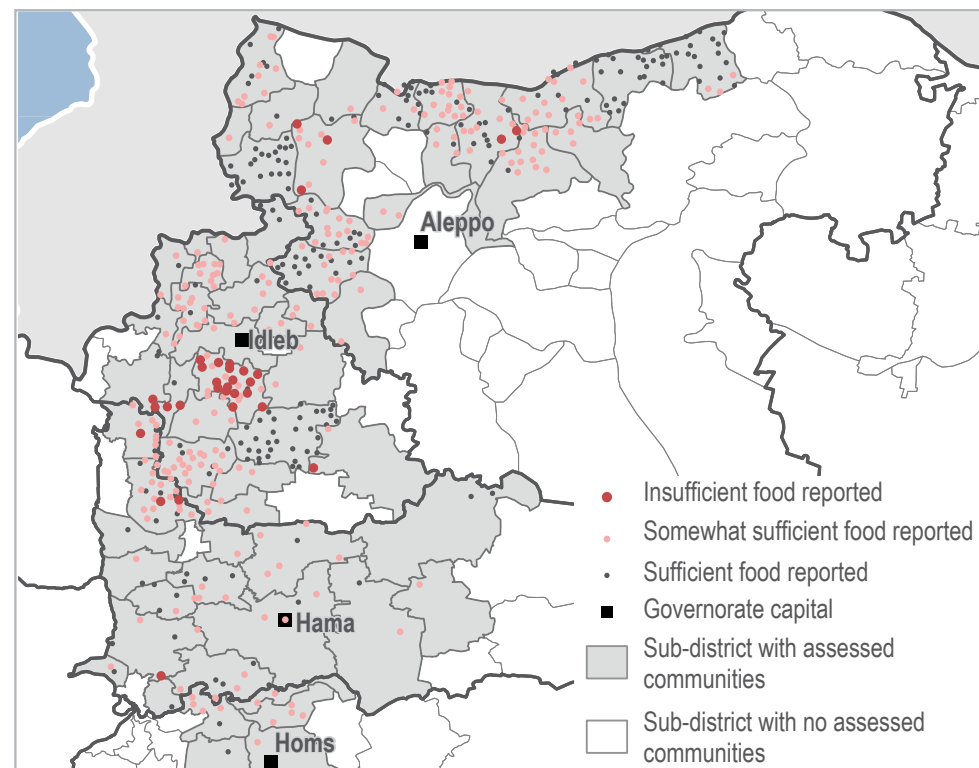 Aleppo
Idleb
Insufficient food reported
Somewhat sufficient food reported
Sufficient food reported
Governorate capital
Hama
Sub-district with assessed
communities
Sub-district with no assessed
communities
Homs